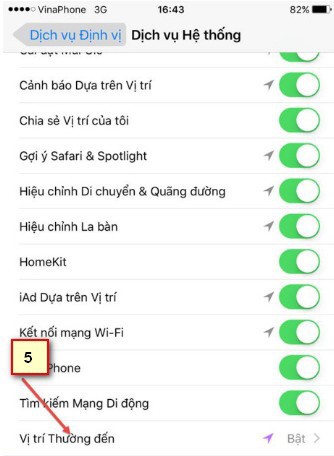 VinaPhone 3G 16:43 82%
Dịch vụ Định vị Dịch vụ Hệ thống
Cảnh báo Dựa trên Vị trí
Chia sẻ Vị trí của tôi
Gợi ý Safari & Spotlight
Hiệu chỉnh Di chuyển & Quãng đường
Hiệu chỉnh La bàn
HomeKit
iAd Dựa trên Vị trí
Kết nối mạng Wi-Fi
5
Phone
Tìm kiếm Mạng Di động
Vị trí Thường đến Bật